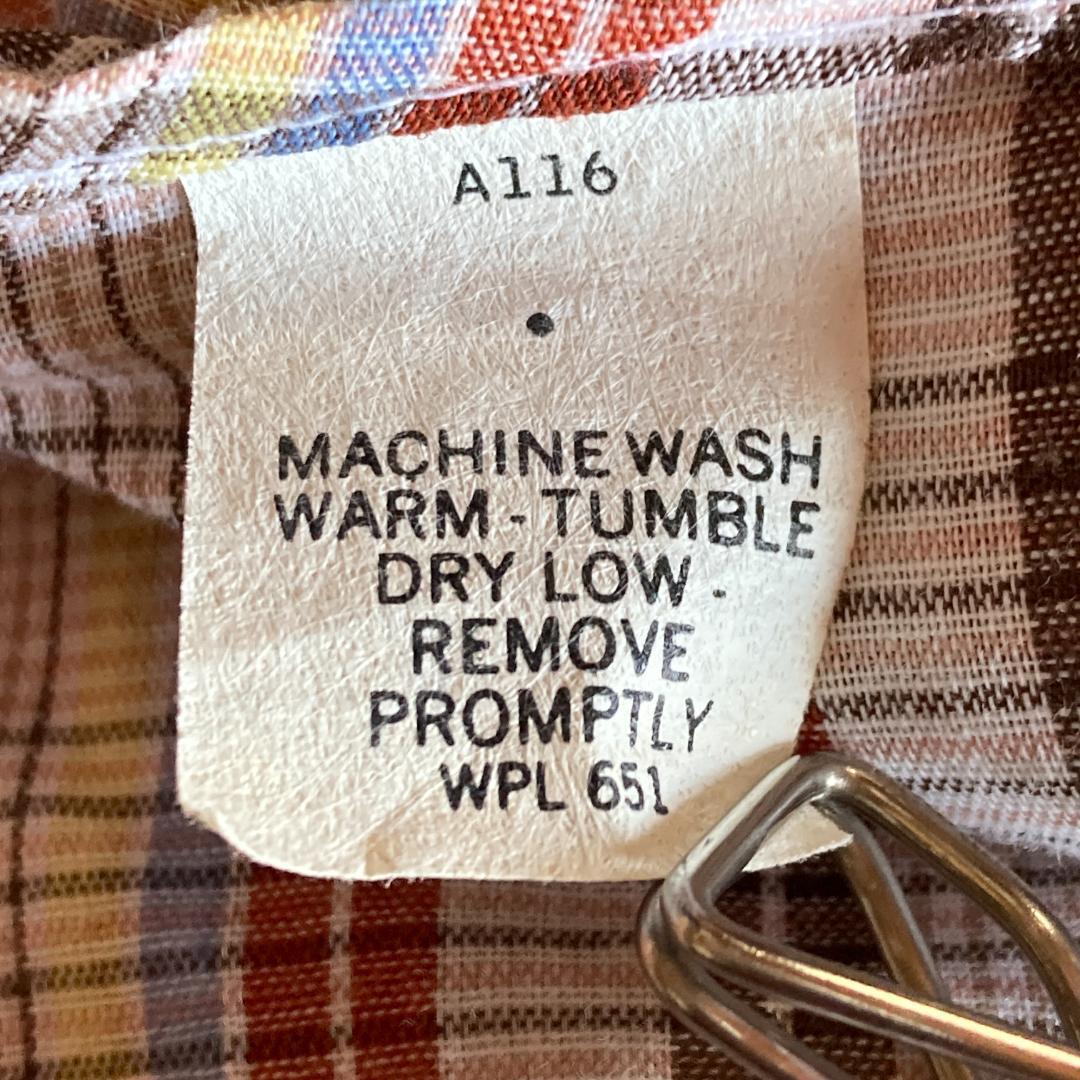 A116
MACHINE WASH
WARM - TUMBLE
DRY LOW -
REMOVE
PROMPTLY
WPL 651